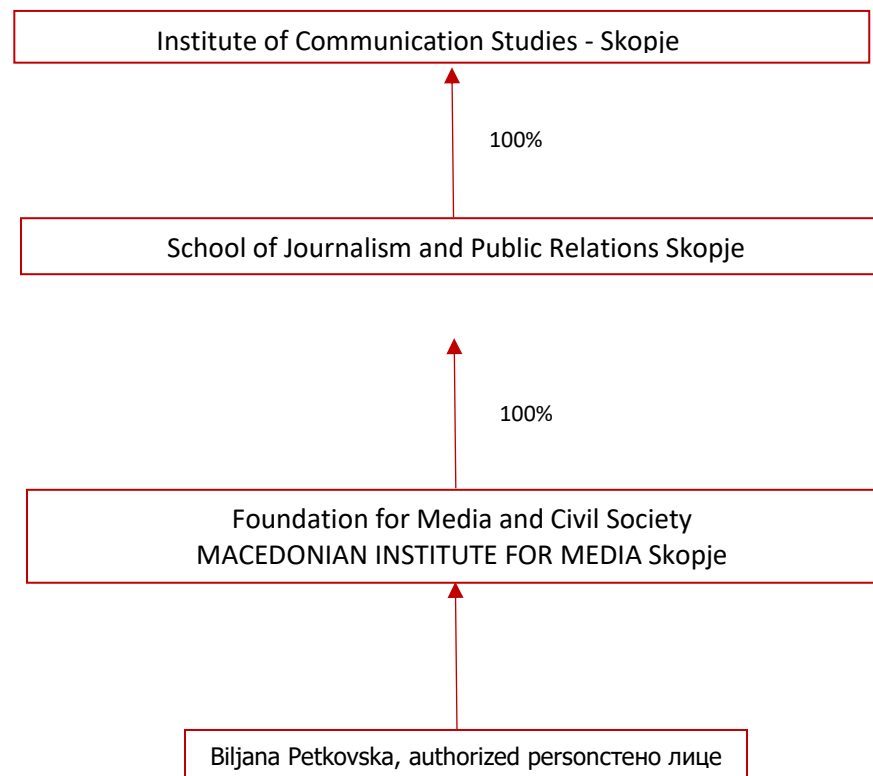 Institute of Communication Studies - Skopje
100%
School of Journalism and Public Relations Skopje
100%
Foundation for Media and Civil Society
MACEDONIAN INSTITUTE FOR MEDIA Skopje
Biljana Petkovska, authorized personстено лице